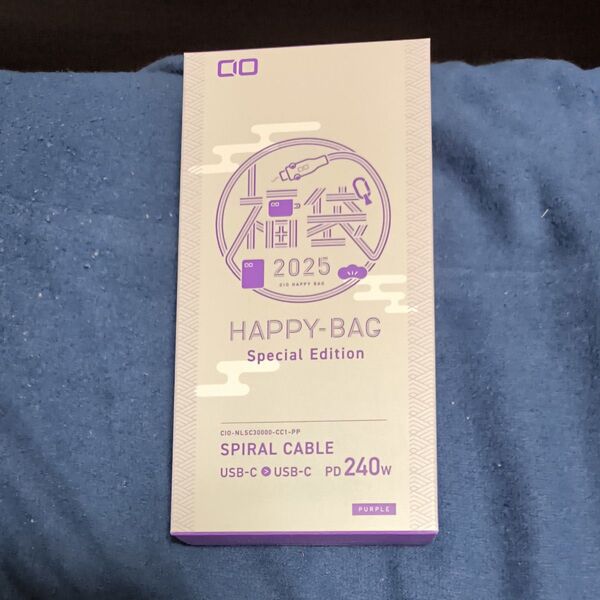 CIO
福袋
2025
CIO HAPPY BAG
HAPPY-BAG
Special Edition
CIO-NLSC30000-CC1-PP
SPIRAL CABLE
USB-C > USB-C PD 240W
PURPLE